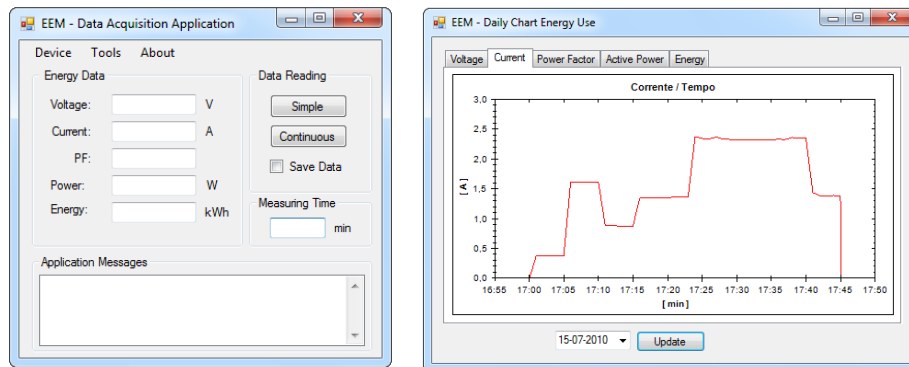 EEM - Data Acquisition Application
Device Tools About
Energy Data
Voltage: V
Current: A
PF:
Power: W
Energy: kWh
Data Reading
Simple
Continuous
Save Data
Measuring Time
min
Application Messages
EEM - Daily Chart Energy Use
Voltage Current Power Factor Active Power Energy
Corrente / Tempo
3,0
2,5
2,0
1,5
1,0
0,5
0,0
[ A ]
16:55 17:00 17:05 17:10 17:15 17:20 17:25 17:30 17:35 17:40 17:45 17:50
[ min ]
15-07-2010 Update